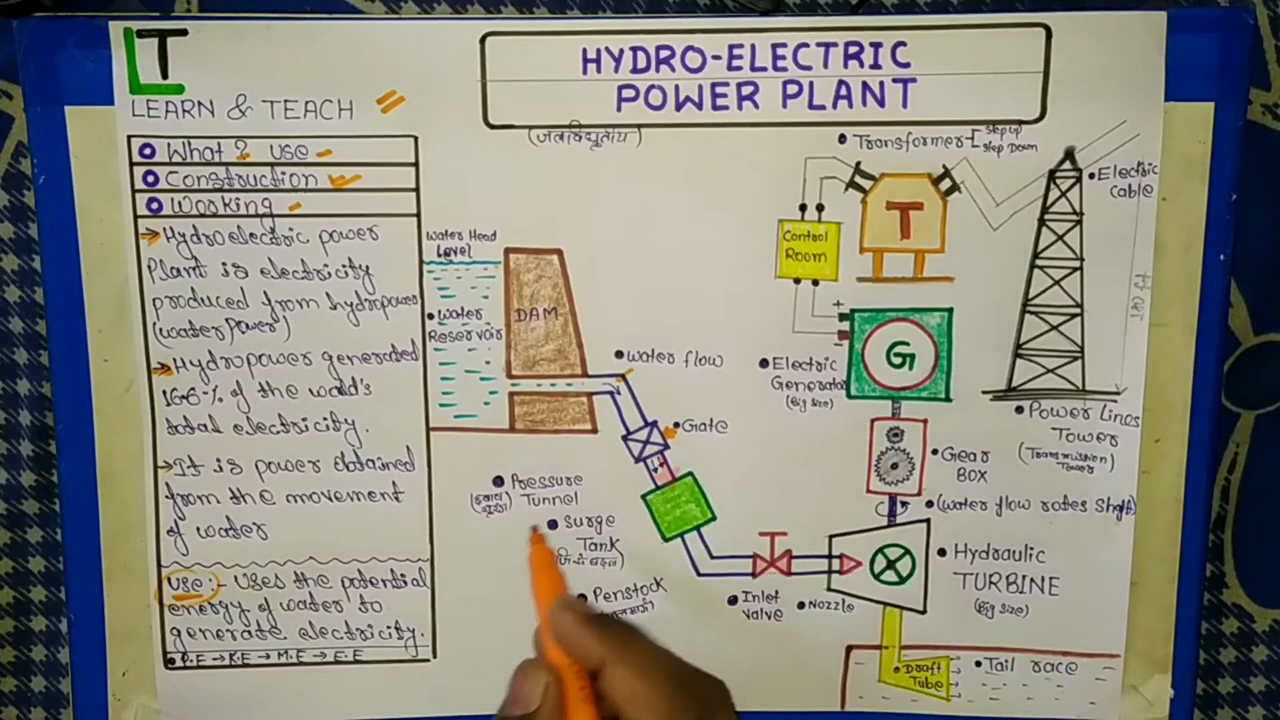 LT
LEARN & TEACH
HYDRO-ELECTRIC
POWER PLANT
(जलविद्युतीय)
What? use
Construction
Working
Hydroelectric power
Plant is electricity
produced from hydropower
(water power)
Hydropower generated
16.6% of the wold's
total electricity.
It is power obtained
from the movement
of water
use:- Uses the potential
energy of water to
generate electricity.
P.E → K.E → M.E → E.E
Water Head
Level
Water
Reservoir
DAM
Water flow
Gate
Pressure
Tunnel
Surge
Tank
Penstock
Inlet
valve
Nozzle
Transformer
Step up
Step Down
T
Control
Room
+
-
G
Electric
Generator
(Big Size)
Gear
BOX
(Water flow rotes Shaft)
Hydraulic
TURBINE
(Big Size)
Draft
Tube
Tail race
Electric
Cable
Power Lines
Tower
(Transmission
Tower)